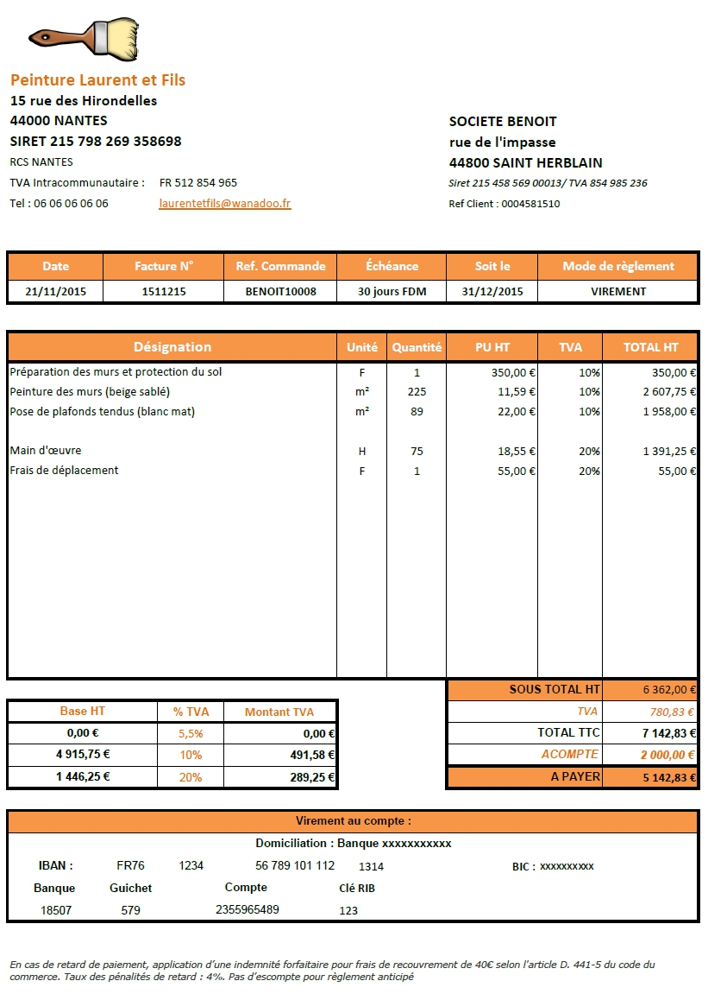 Peinture Laurent et Fils
15 rue des Hirondelles
44000 NANTES
SIRET 215 798 269 358698
RCS NANTES
TVA Intracommunautaire : FR 512 854 965
Tel : 06 06 06 06 06 laurentetfils@wanadoo.fr
SOCIETE BENOIT
rue de l'impasse
44800 SAINT HERBLAIN
Siret 215 458 569 00013/ TVA 854 985 236
Ref Client : 0004581510
Date Facture N° Ref. Commande Échéance Soit le Mode de règlement
21/11/2015 1511215 BENOIT10008 30 jours FDM 31/12/2015 VIREMENT
Désignation Unité Quantité PU HT TVA TOTAL HT
Préparation des murs et protection du sol F 1 350,00 € 10% 350,00 €
Peinture des murs (beige sablé) m² 225 11,59 € 10% 2 607,75 €
Pose de plafonds tendus (blanc mat) m² 89 22,00 € 10% 1 958,00 €
Main d'œuvre H 75 18,55 € 20% 1 391,25 €
Frais de déplacement F 1 55,00 € 20% 55,00 €
SOUS TOTAL HT 6 362,00 €
TVA 780,83 €
TOTAL TTC 7 142,83 €
ACOMPTE 2 000,00 €
A PAYER 5 142,83 €
Base HT % TVA Montant TVA
0,00 € 5,5% 0,00 €
4 915,75 € 10% 491,58 €
1 446,25 € 20% 289,25 €
Virement au compte :
Domiciliation : Banque xxxxxxxxxxx
IBAN : FR76 1234 56 789 101 112 1314 BIC : xxxxxxxxxx
Banque Guichet Compte Clé RIB
18507 579 2355965489 123
En cas de retard de paiement, application d'une indemnité forfaitaire pour frais de recouvrement de 40€ selon l'article D. 441-5 du code du
commerce. Taux des pénalités de retard : 4%. Pas d'escompte pour règlement anticipé